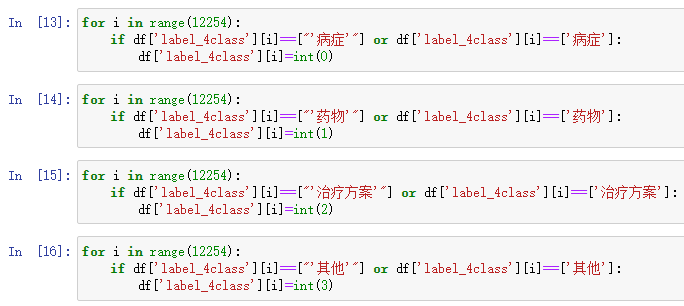 In [13]: for i in range(12254):
if df['label_4class'][i]==["'病症'"] or df['label_4class'][i]==['病症']:
df['label_4class'][i]=int(0)
In [14]: for i in range(12254):
if df['label_4class'][i]==["'药物'"] or df['label_4class'][i]==['药物']:
df['label_4class'][i]=int(1)
In [15]: for i in range(12254):
if df['label_4class'][i]==["'治疗方案'"] or df['label_4class'][i]==['治疗方案']:
df['label_4class'][i]=int(2)
In [16]: for i in range(12254):
if df['label_4class'][i]==["'其他'"] or df['label_4class'][i]==['其他']:
df['label_4class'][i]=int(3)